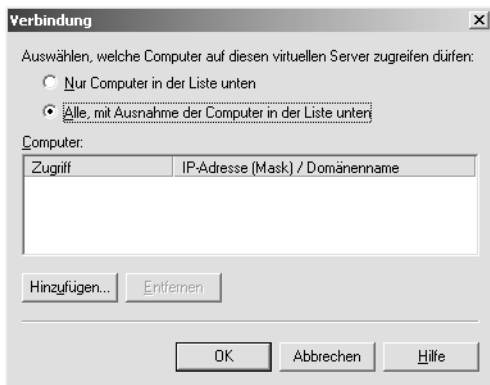 Verbindung
Auswählen, welche Computer auf diesen virtuellen Server zugreifen dürfen:
Nur Computer in der Liste unten
Alle, mit Ausnahme der Computer in der Liste unten
Computer:
Zugriff IP-Adresse (Mask) / Domänenname
Hinzufügen... Entfernen
OK Abbrechen Hilfe